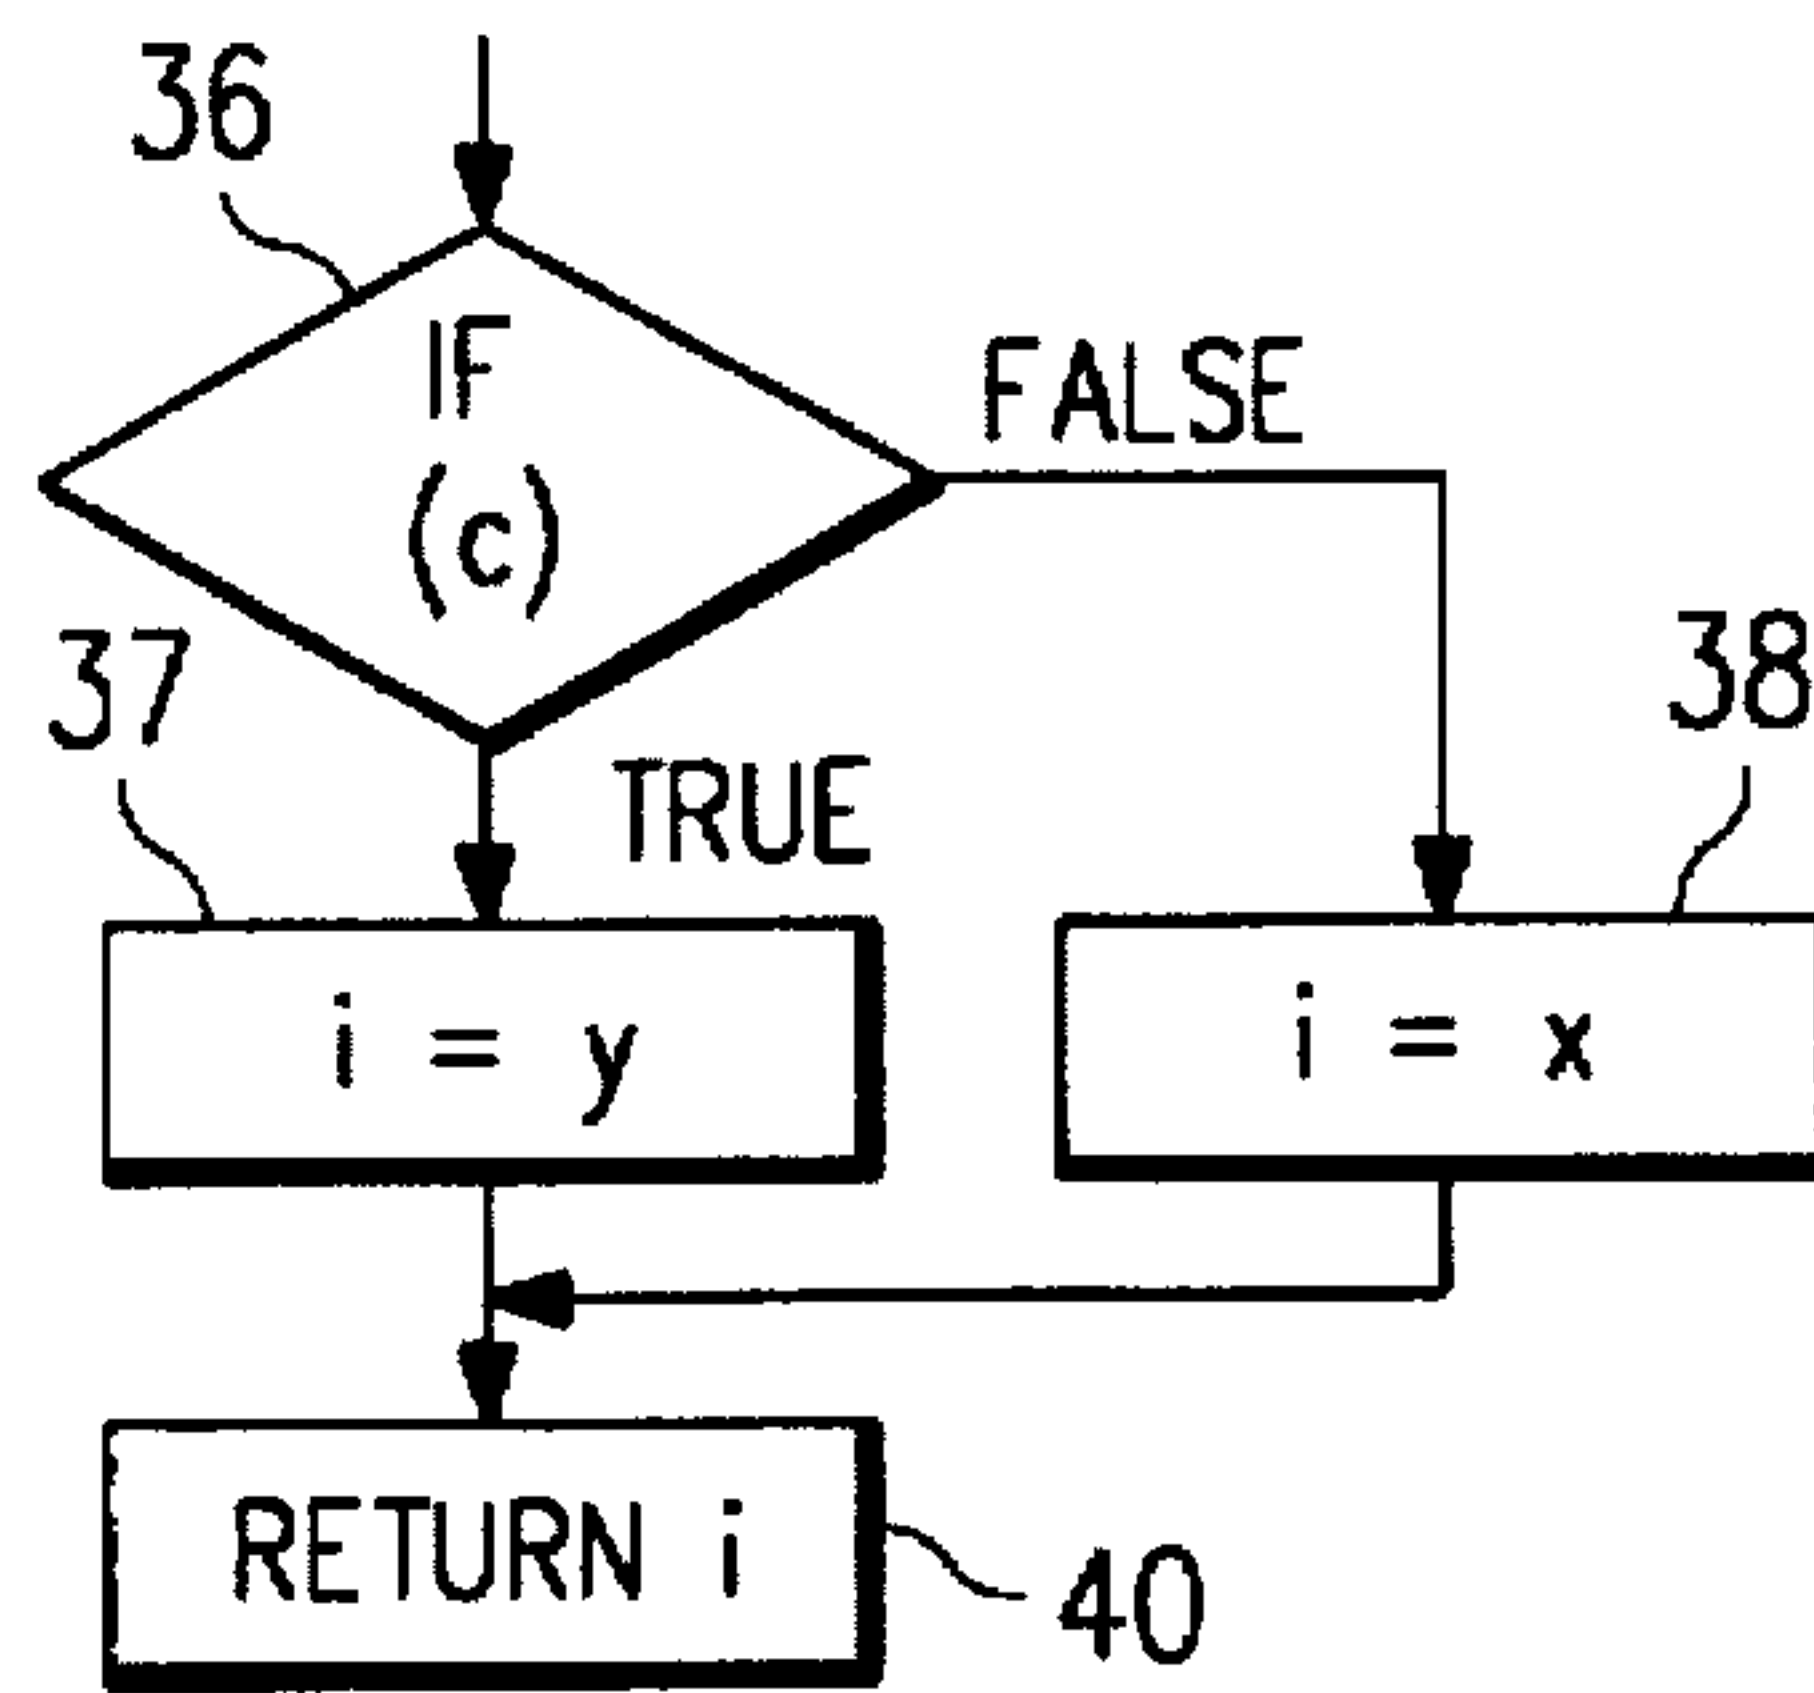 36
IF
(c)
FALSE
37
38
TRUE
i = y
i = x
RETURN i
40